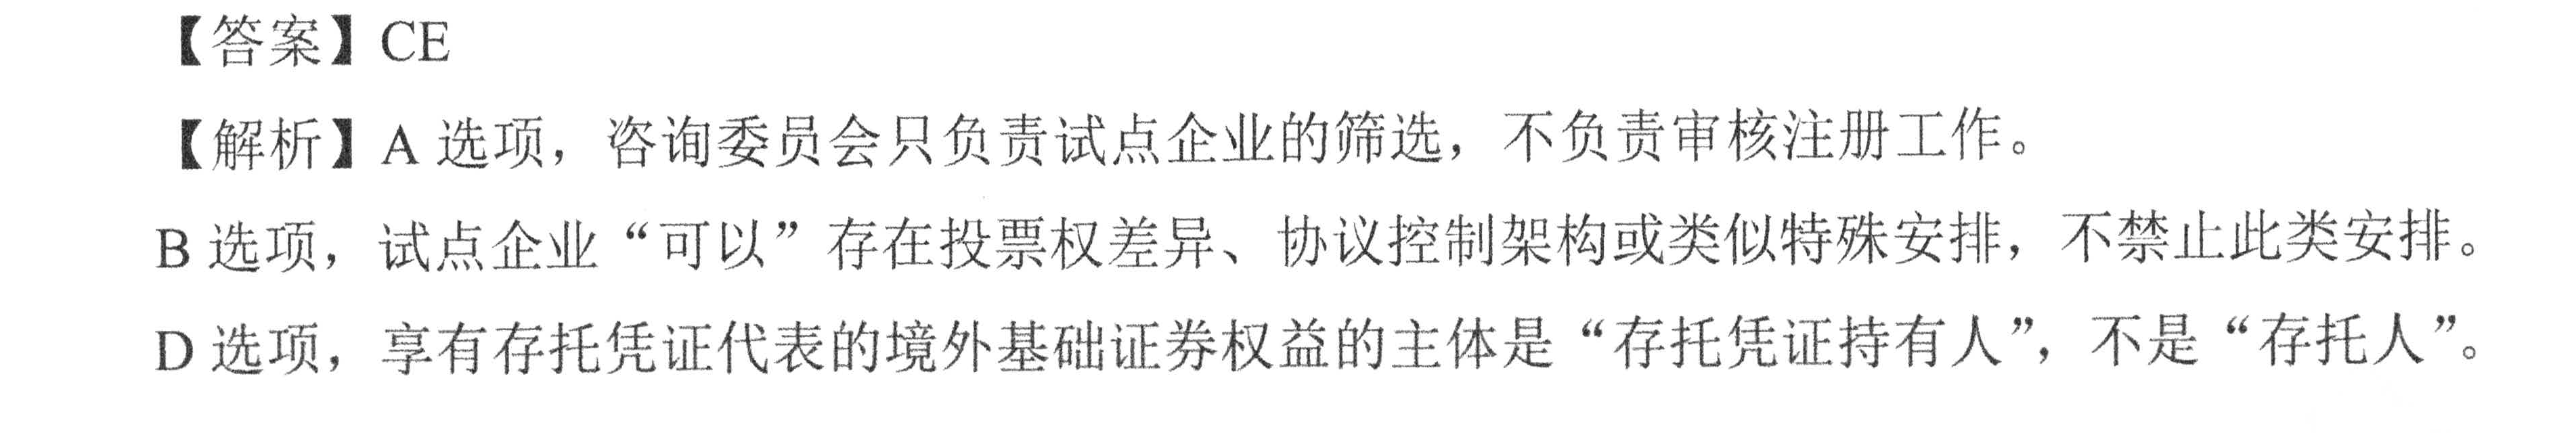 【答案】CE
【解析】A 选项，咨询委员会只负责试点企业的筛选，不负责审核注册工作。
B 选项，试点企业“可以”存在投票权差异、协议控制架构或类似特殊安排，不禁止此类安排。
D 选项，享有存托凭证代表的境外基础证券权益的主体是“存托凭证持有人”，不是“存托人”。